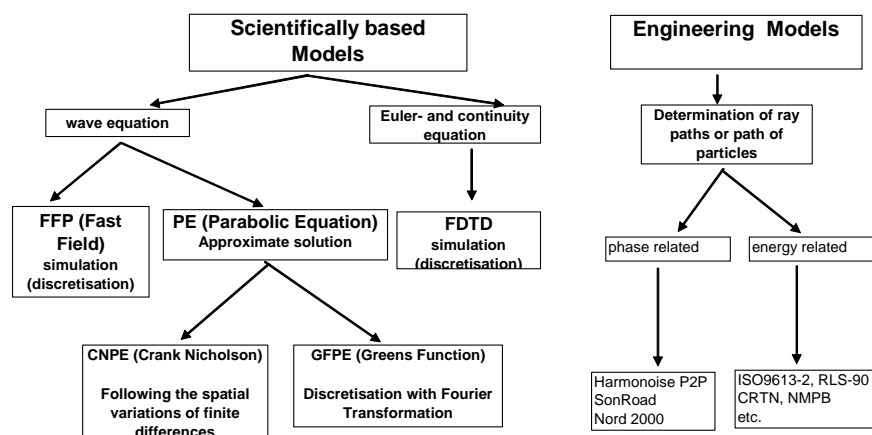 Scientifically based
Models
wave equation
Euler- and continuity
equation
FFP (Fast
Field)
simulation
(discretisation)
PE (Parabolic Equation)
Approximate solution
FDTD
simulation
(discretisation)
CNPE (Crank Nicholson)
Following the spatial
variations of finite
differences
GFPE (Greens Function)
Discretisation with Fourier
Transformation
Engineering Models
Determination of ray
paths or path of
particles
phase related
energy related
Harmonoise P2P
SonRoad
Nord 2000
ISO9613-2, RLS-90
CRTN, NMPB
etc.